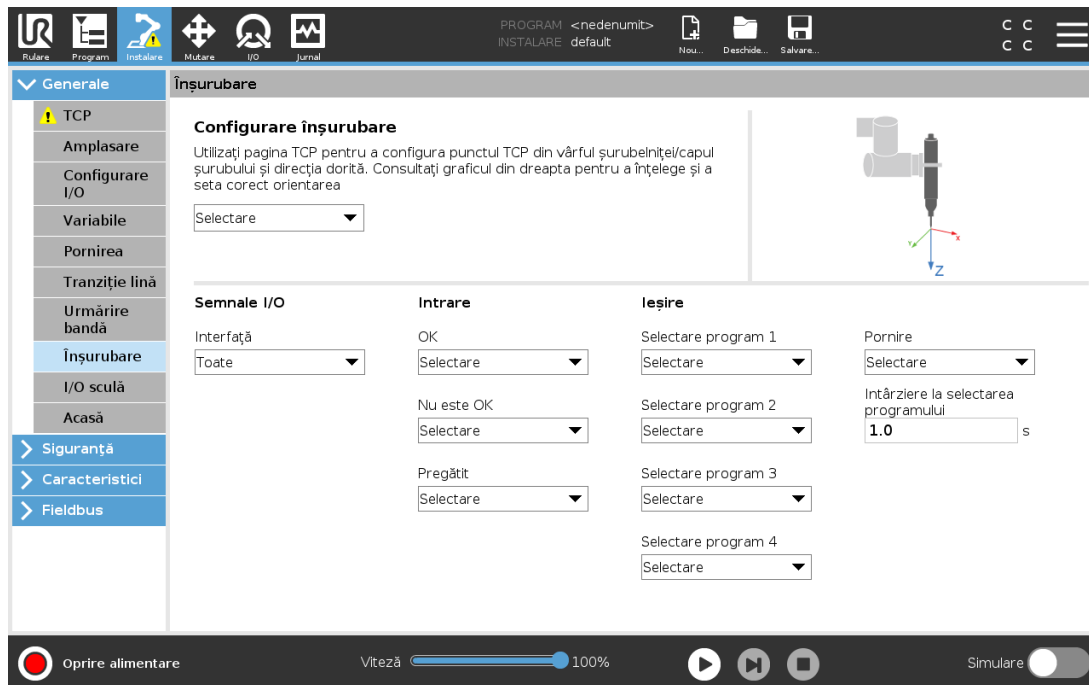 PROGRAM <nedenumit>
INSTALARE default
Rulare
Program
Instalare
Mutare
I/O
Jurnal
Nou...
Deschide...
Salvare...
C C
C C
Generale
TCP
Amplasare
Configurare
I/O
Variabile
Pornirea
Tranziție lină
Urmărire
bandă
Înșurubare
I/O sculă
Acasă
Siguranță
Caracteristici
Fieldbus
Înșurubare
Configurare înșurubare
Utilizați pagina TCP pentru a configura punctul TCP din vârful șurubelniței/capul
șurubului și direcția dorită. Consultați graficul din dreapta pentru a înțelege și a
seta corect orientarea
Selectare
Y
X
Z
Semnale I/O
Interfață
Toate
Intrare
OK
Selectare
Nu este OK
Selectare
Pregătit
Selectare
Ieșire
Selectare program 1
Selectare
Selectare program 2
Selectare
Selectare program 3
Selectare
Selectare program 4
Selectare
Pornire
Selectare
Intârziere la selectarea
programului
1.0 s
Oprire alimentare
Viteză 100%
Simulare